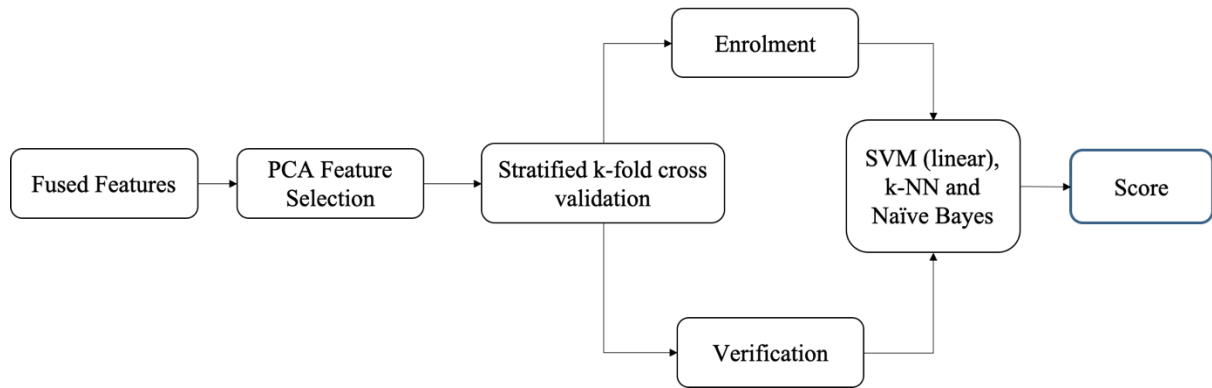 Fused Features
PCA Feature
Selection
Stratified k-fold cross
validation
Enrolment
Verification
SVM (linear),
k-NN and
Naïve Bayes
Score